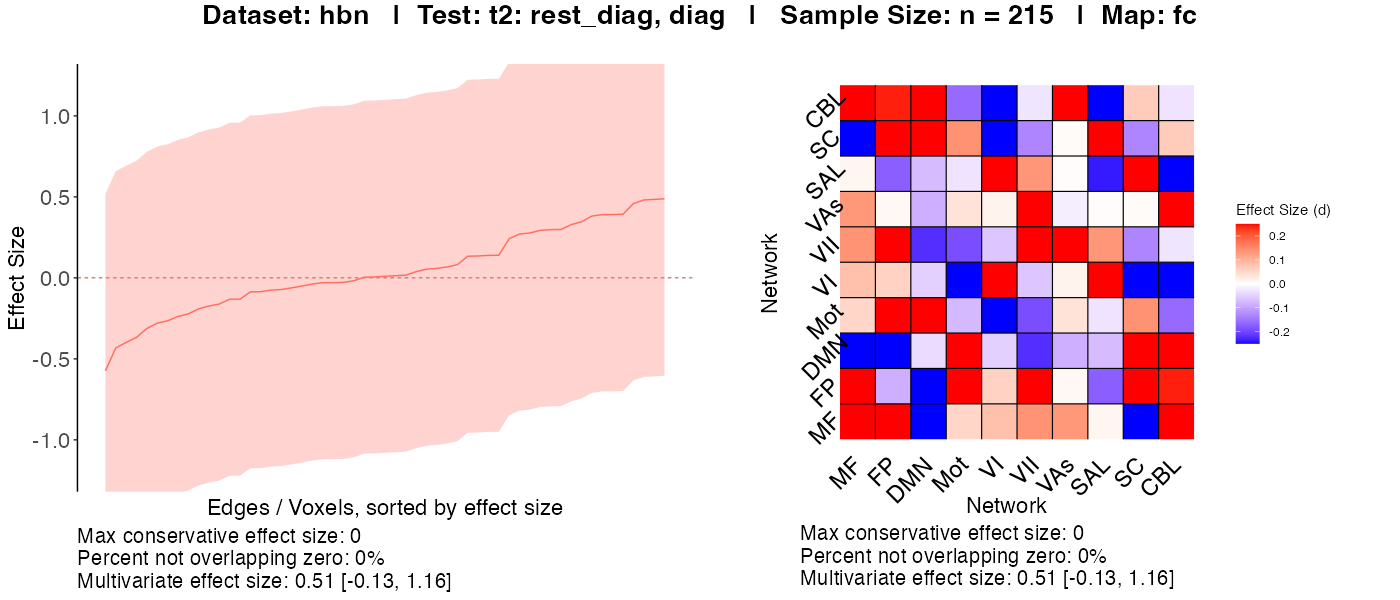 Dataset: hbn | Test: t2: rest_diag, diag | Sample Size: n = 215 | Map: fc
Effect Size
1.0
0.5
0.0
-0.5
-1.0
Edges / Voxels, sorted by effect size
Max conservative effect size: 0
Percent not overlapping zero: 0%
Multivariate effect size: 0.51 [-0.13, 1.16]
Network
CBL
SC
SAL
VAs
VII
VI
Mot
DMN
FP
MF
MF FP DMN Mot VI VII VAs SAL SC CBL
Network
Max conservative effect size: 0
Percent not overlapping zero: 0%
Multivariate effect size: 0.51 [-0.13, 1.16]
Effect Size (d)
0.2
0.1
0.0
-0.1
-0.2